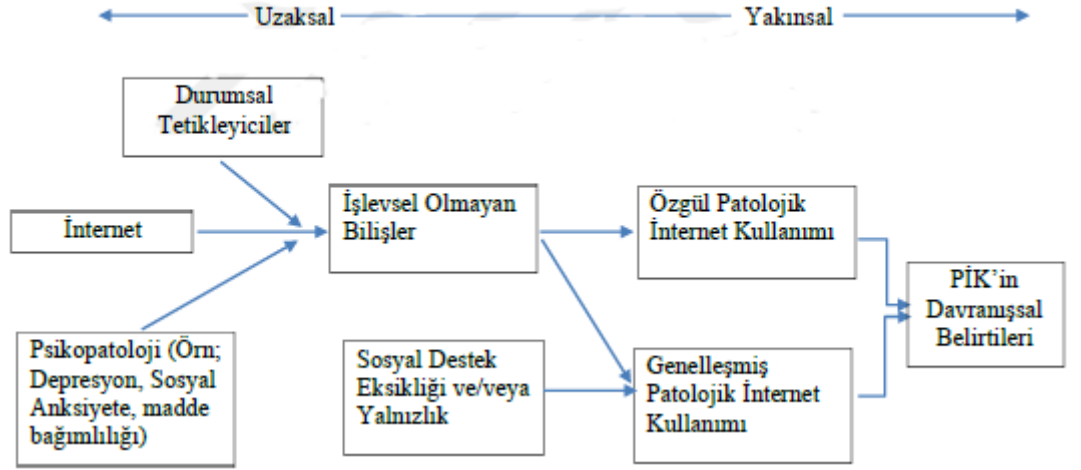 Uzaksal
Yakınsal
Durumsal
Tetikleyiciler
İnternet
İşlevsel Olmayan
Bilişler
Özgül Patolojik
İnternet Kullanımı
PİK’in
Davranışsal
Belirtileri
Psikopatoloji (Örn;
Depresyon, Sosyal
Anksiyete, madde
bağımlılığı)
Sosyal Destek
Eksikliği ve/veya
Yalnızlık
Genelleşmiş
Patolojik İnternet
Kullanımı